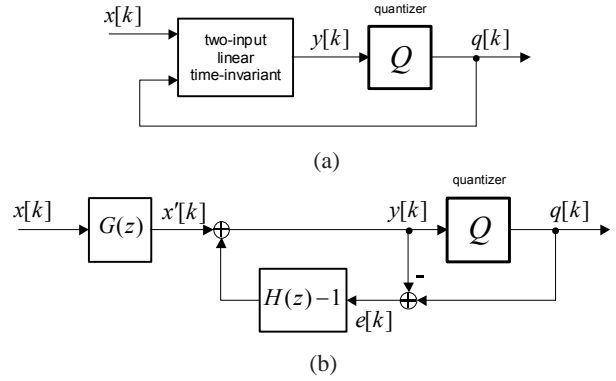 x[k]
two-input
linear
time-invariant
y[k]
quantizer
Q
q[k]
(a)
x[k]
G(z)
x′[k]
y[k]
quantizer
Q
q[k]
-
H(z)−1
e[k]
(b)